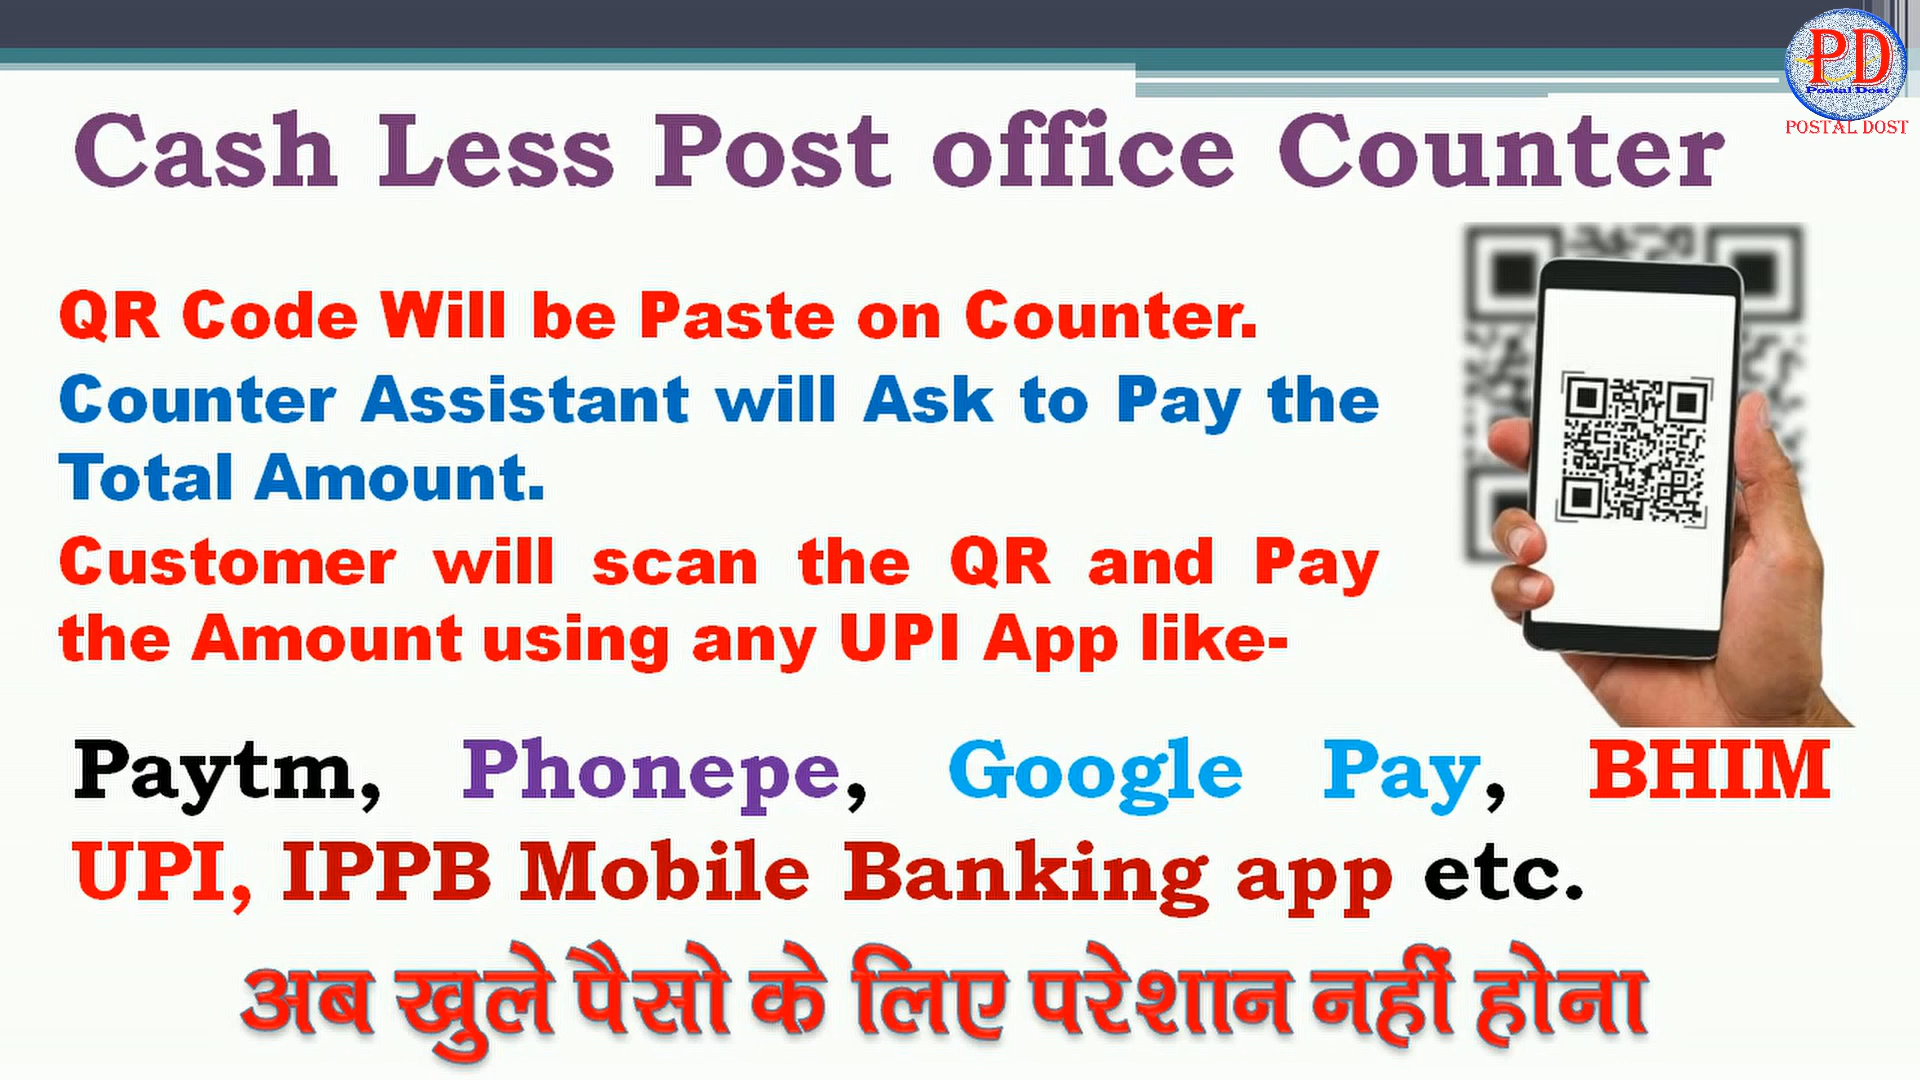 PD
Postal Dost
POSTAL DOST
Cash Less Post office Counter
QR Code Will be Paste on Counter.
Counter Assistant will Ask to Pay the
Total Amount.
Customer will scan the QR and Pay
the Amount using any UPI App like-
Paytm, Phonepe, Google Pay, BHIM
UPI, IPPB Mobile Banking app etc.
अब खुले पैसो के लिए परेशान नहीं होना